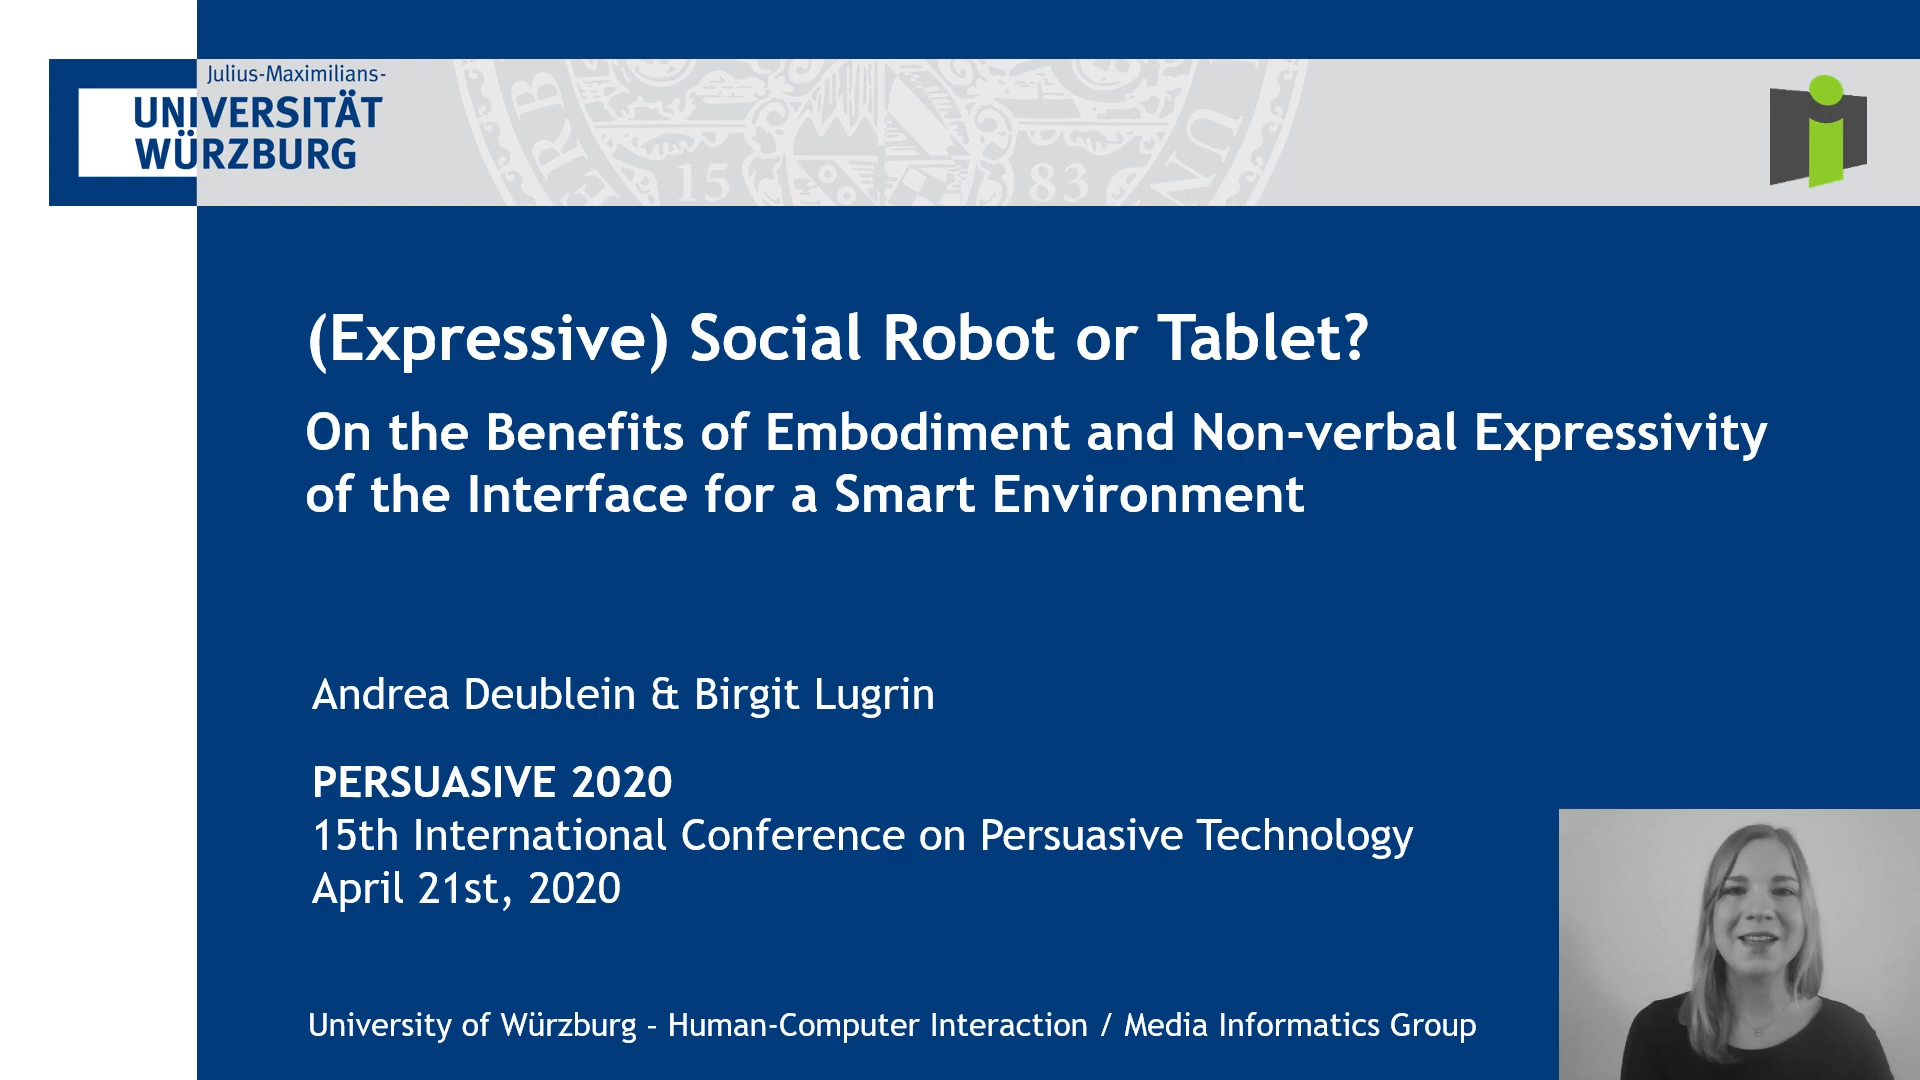 Julius-Maximilians-
UNIVERSITÄT
WÜRZBURG
15 83
(Expressive) Social Robot or Tablet?
On the Benefits of Embodiment and Non-verbal Expressivity
of the Interface for a Smart Environment
Andrea Deublein & Birgit Lugrin
PERSUASIVE 2020
15th International Conference on Persuasive Technology
April 21st, 2020
University of Würzburg – Human-Computer Interaction / Media Informatics Group